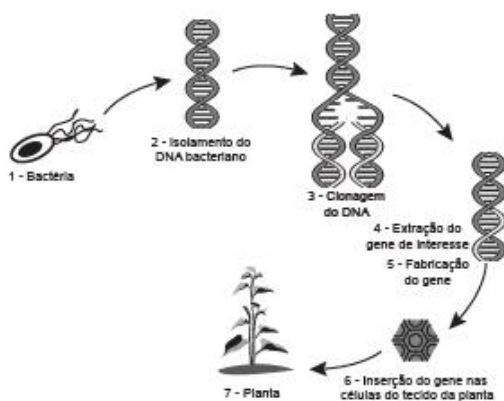 1 - Bactéria
2 - Isolamento do
DNA bacteriano
3 - Clonagem
do DNA
4 - Extração do
gene de interesse
5 - Fabricação
do gene
6 - Inserção do gene nas
células do tecido da planta
7 - Planta